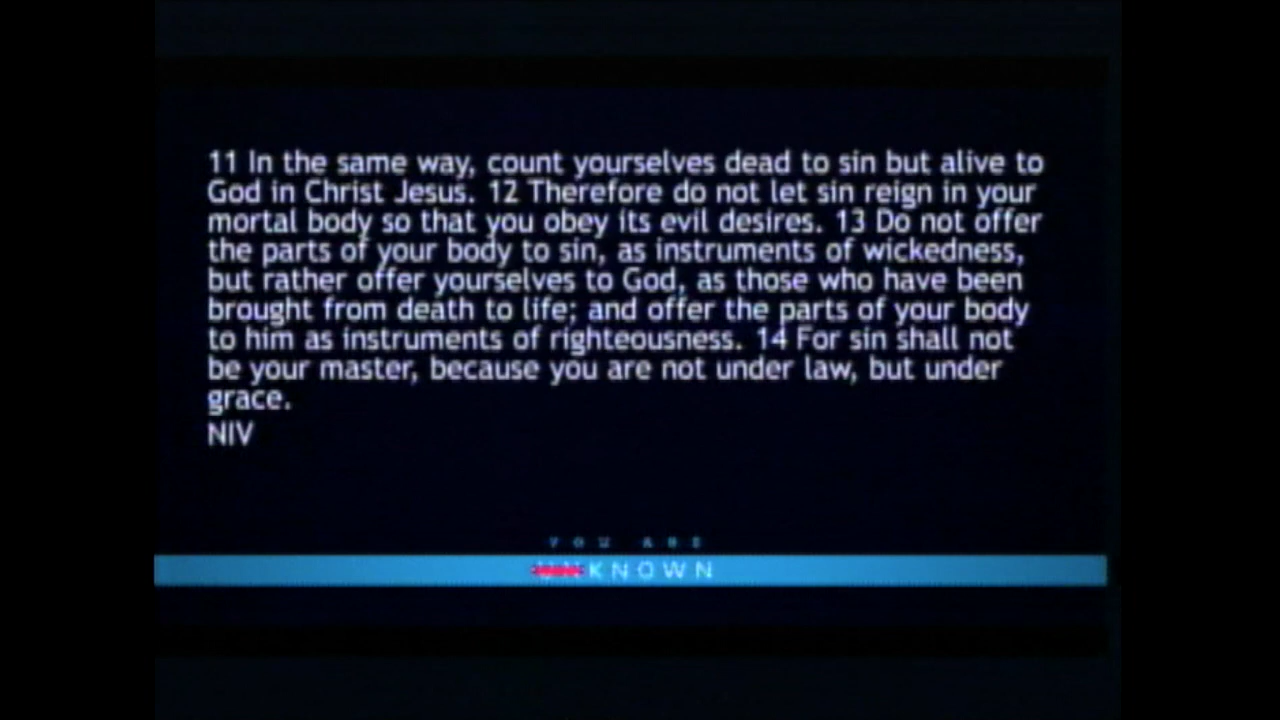 11 In the same way, count yourselves dead to sin but alive to
God in Christ Jesus. 12 Therefore do not let sin reign in your
mortal body so that you obey its evil desires. 13 Do not offer
the parts of your body to sin, as instruments of wickedness,
but rather offer yourselves to God, as those who have been
brought from death to life; and offer the parts of your body
to him as instruments of righteousness. 14 For sin shall not
be your master, because you are not under law, but under
grace.
NIV
YOU ARE
KNOWN